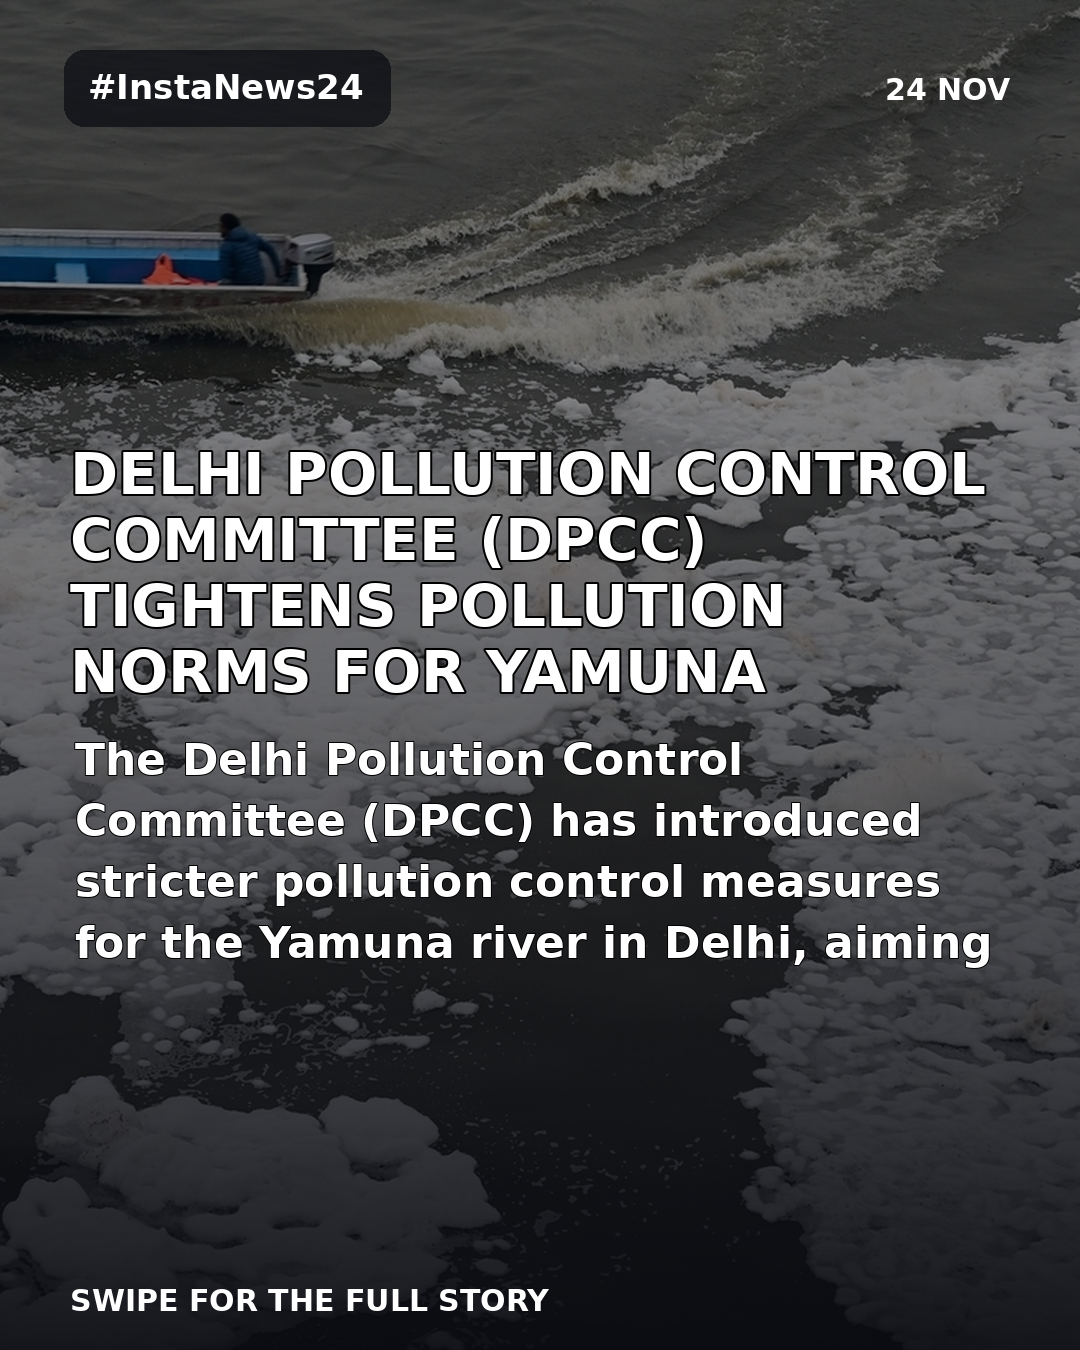 #InstaNews24
24 NOV
DELHI POLLUTION CONTROL
COMMITTEE (DPCC)
TIGHTENS POLLUTION
NORMS FOR YAMUNA
The Delhi Pollution Control
Committee (DPCC) has introduced
stricter pollution control measures
for the Yamuna river in Delhi, aiming
SWIPE FOR THE FULL STORY